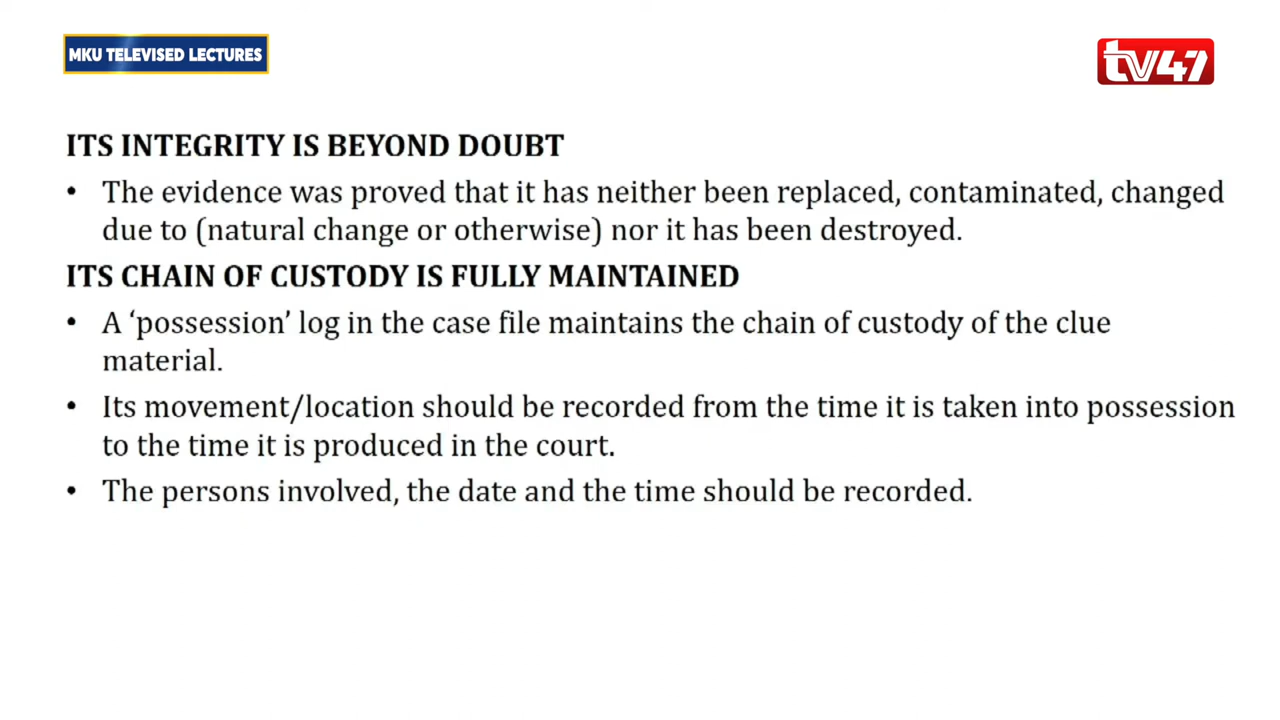 MKU TELEVISED LECTURES
tv47
ITS INTEGRITY IS BEYOND DOUBT
• The evidence was proved that it has neither been replaced, contaminated, changed
due to (natural change or otherwise) nor it has been destroyed.
ITS CHAIN OF CUSTODY IS FULLY MAINTAINED
• A ‘possession’ log in the case file maintains the chain of custody of the clue
material.
• Its movement/location should be recorded from the time it is taken into possession
to the time it is produced in the court.
• The persons involved, the date and the time should be recorded.